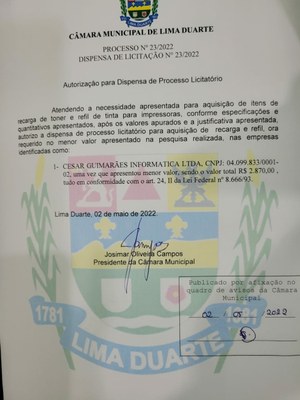 CÂMARA MUNICIPAL DE LIMA DUARTE
PROCESSO Nº 23/2022
DISPENSA DE LICITAÇÃO Nº 23/2022
Autorização para Dispensa de Processo Licitatório
Atendendo a necessidade apresentada para aquisição de itens de
recarga de toner e refil de tinta para impressoras, conforme especificações e
quantitativos apresentados, após os valores apurados e a justificativa apresentada,
autorizo a dispensa de processo licitatório para aquisição de recarga e refil, ora
requerido no menor valor apresentado na pesquisa realizada, nas empresas
identificadas como:
1- CESAR GUIMARÃES INFORMATICA LTDA, CNPJ: 04.099.833/0001-
02, uma vez que apresentou menor valor, sendo o valor total R$ 2.870,00 ,
tudo em conformidade com o art. 24, II da Lei Federal nº 8.666/93.
Lima Duarte, 02 de maio de 2022.
Josimar Oliveira Campos
Presidente da Câmara Municipal
Publicado por afixação no
quadro de avisos da Câmara
Municipal
02 . 05 . 2022
1781
1881
LIMA DUARTE